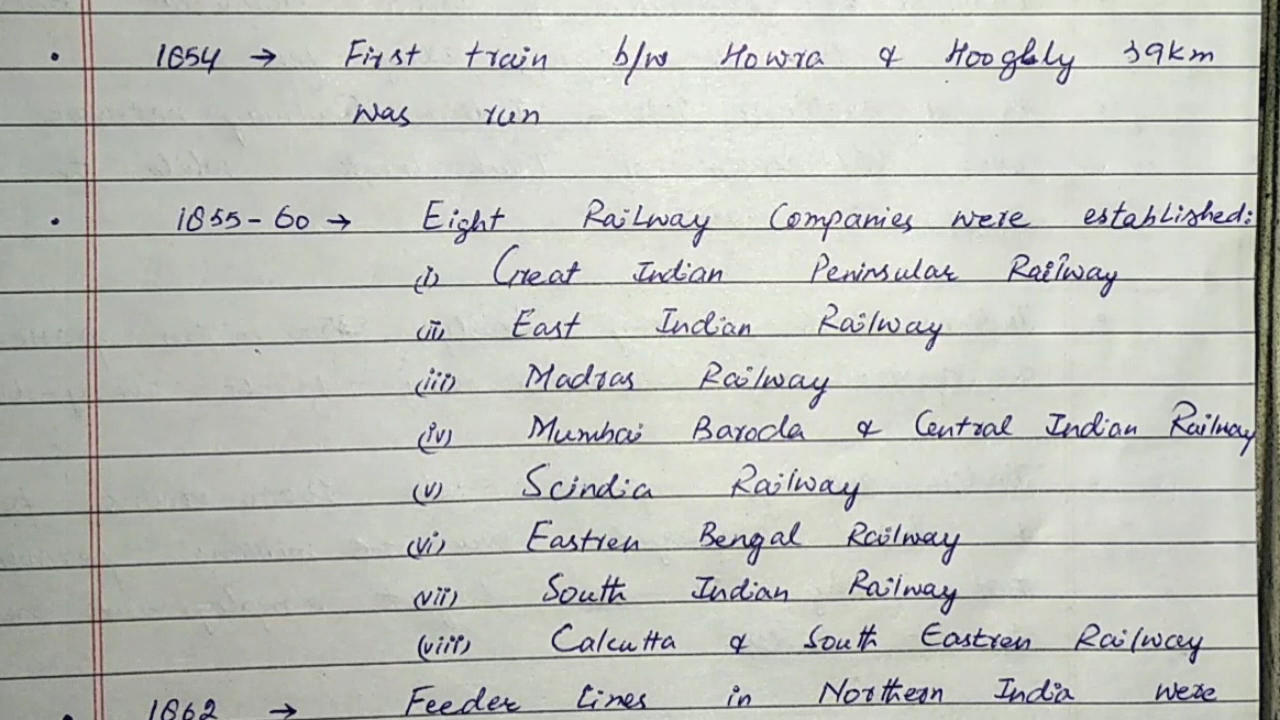 • 1854 → First train b/w Howra & Hooghly 39km
was run
• 1855-60 → Eight Railway Companies were established:
(i) Great Indian Peninsular Railway
(ii) East Indian Railway
(iii) Madras Railway
(iv) Mumbai Baroda & Central Indian Railway
(v) Scindia Railway
(vi) Eastren Bengal Railway
(vii) South Indian Railway
(viii) Calcutta & South Eastren Railway
• 1862 → Feeder lines in Northern India were